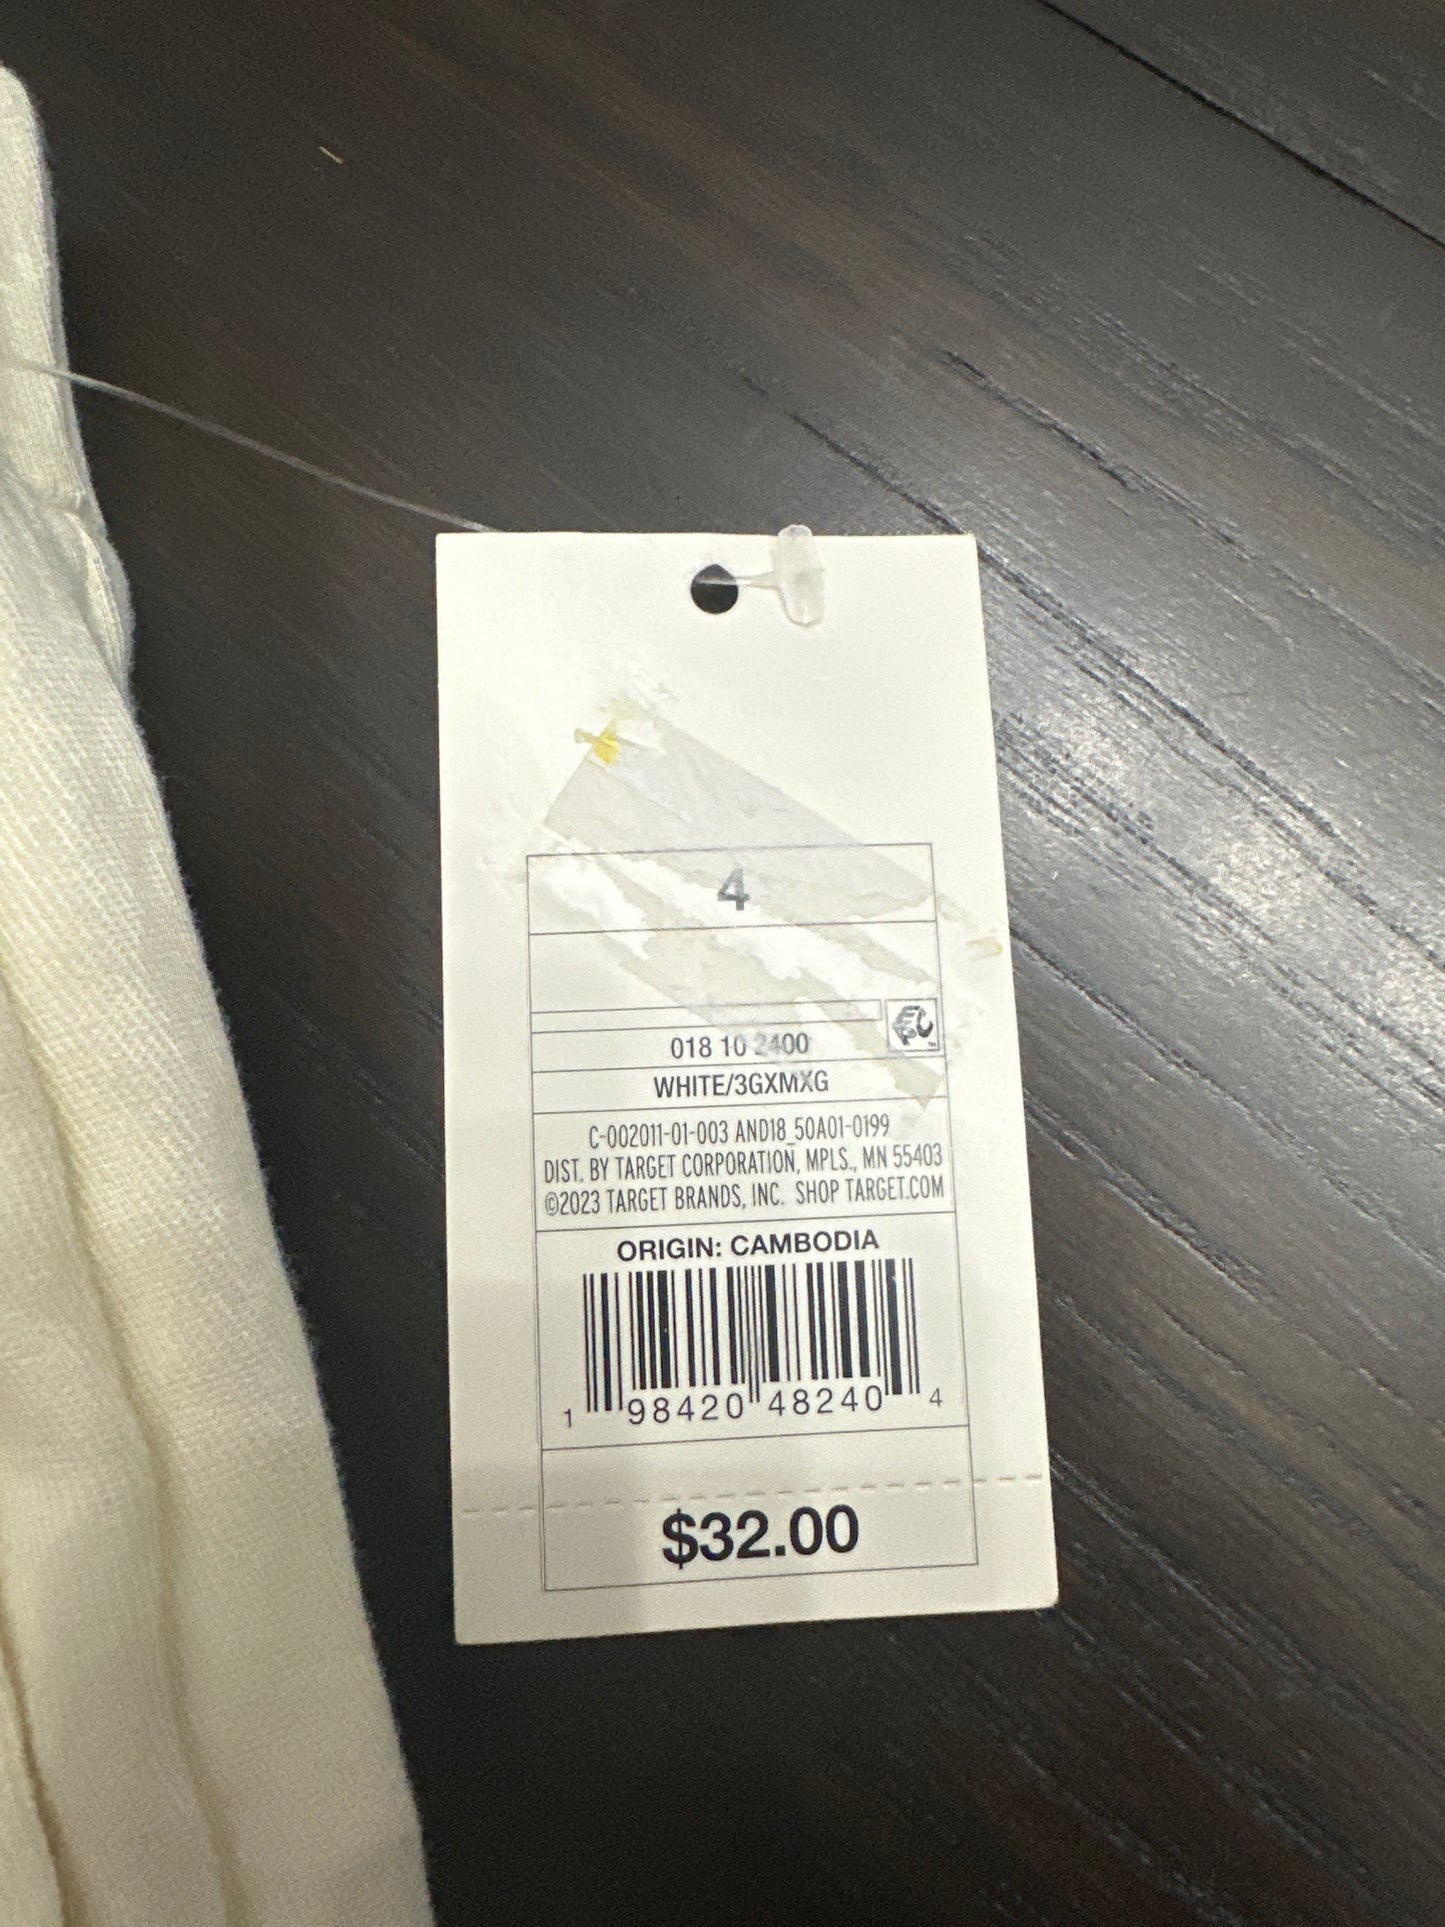 4
018 10 2400
WHITE/3GXMXG
C-002011-01-003 AND18_50A01-0199
DIST. BY TARGET CORPORATION, MPLS., MN 55403
©2023 TARGET BRANDS, INC. SHOP TARGET.COM
ORIGIN: CAMBODIA
1 98420 48240 4
$32.00